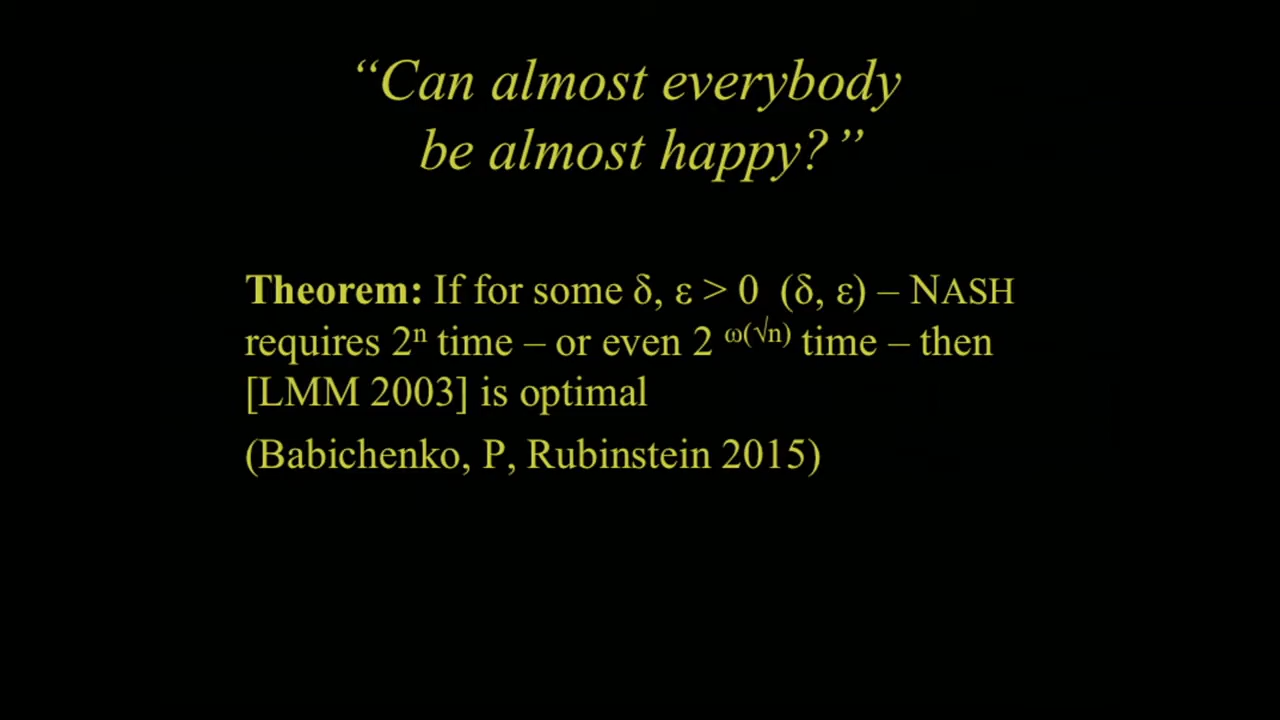 “Can almost everybody
be almost happy?”
Theorem: If for some δ, ε > 0 (δ, ε) – NASH
requires 2ⁿ time – or even 2 ω(√n) time – then
[LMM 2003] is optimal
(Babichenko, P, Rubinstein 2015)